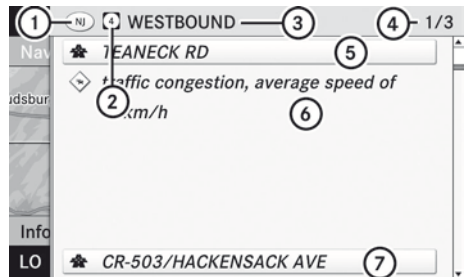 1 NJ 4 WESTBOUND 3 4 1/3
Nav TEANECK RD 5
traffic congestion, average speed of
udsbur 2 km/h 6
Info
LO CR-503/HACKENSACK AVE 7